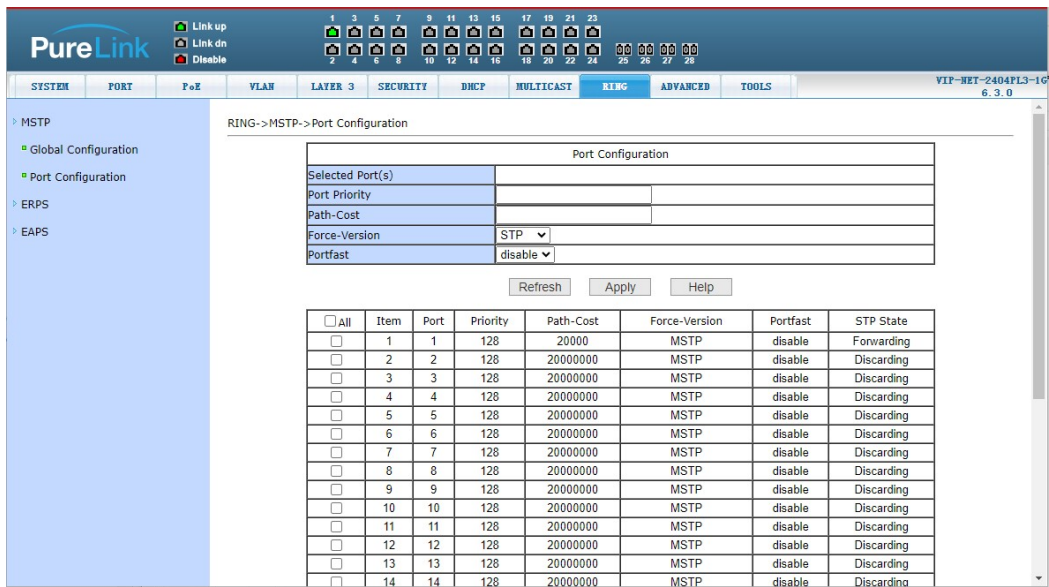 PureLink
Link up
Link dn
Disable
1 3 5 7 9 11 13 15 17 19 21 23
2 4 6 8 10 12 14 16 18 20 22 24 25 26 27 28
SYSTEM PORT PoE VLAN LAYER 3 SECURITY DHCP MULTICAST RING ADVANCED TOOLS
VIP-NET-2404PL3-1G
6.3.0
MSTP
Global Configuration
Port Configuration
ERPS
EAPS
RING->MSTP->Port Configuration
Port Configuration
Selected Port(s)
Port Priority
Path-Cost
Force-Version STP
Portfast disable
Refresh Apply Help
All Item Port Priority Path-Cost Force-Version Portfast STP State
1 1 128 20000 MSTP disable Forwarding
2 2 128 20000000 MSTP disable Discarding
3 3 128 20000000 MSTP disable Discarding
4 4 128 20000000 MSTP disable Discarding
5 5 128 20000000 MSTP disable Discarding
6 6 128 20000000 MSTP disable Discarding
7 7 128 20000000 MSTP disable Discarding
8 8 128 20000000 MSTP disable Discarding
9 9 128 20000000 MSTP disable Discarding
10 10 128 20000000 MSTP disable Discarding
11 11 128 20000000 MSTP disable Discarding
12 12 128 20000000 MSTP disable Discarding
13 13 128 20000000 MSTP disable Discarding
14 14 128 20000000 MSTP disable Discarding